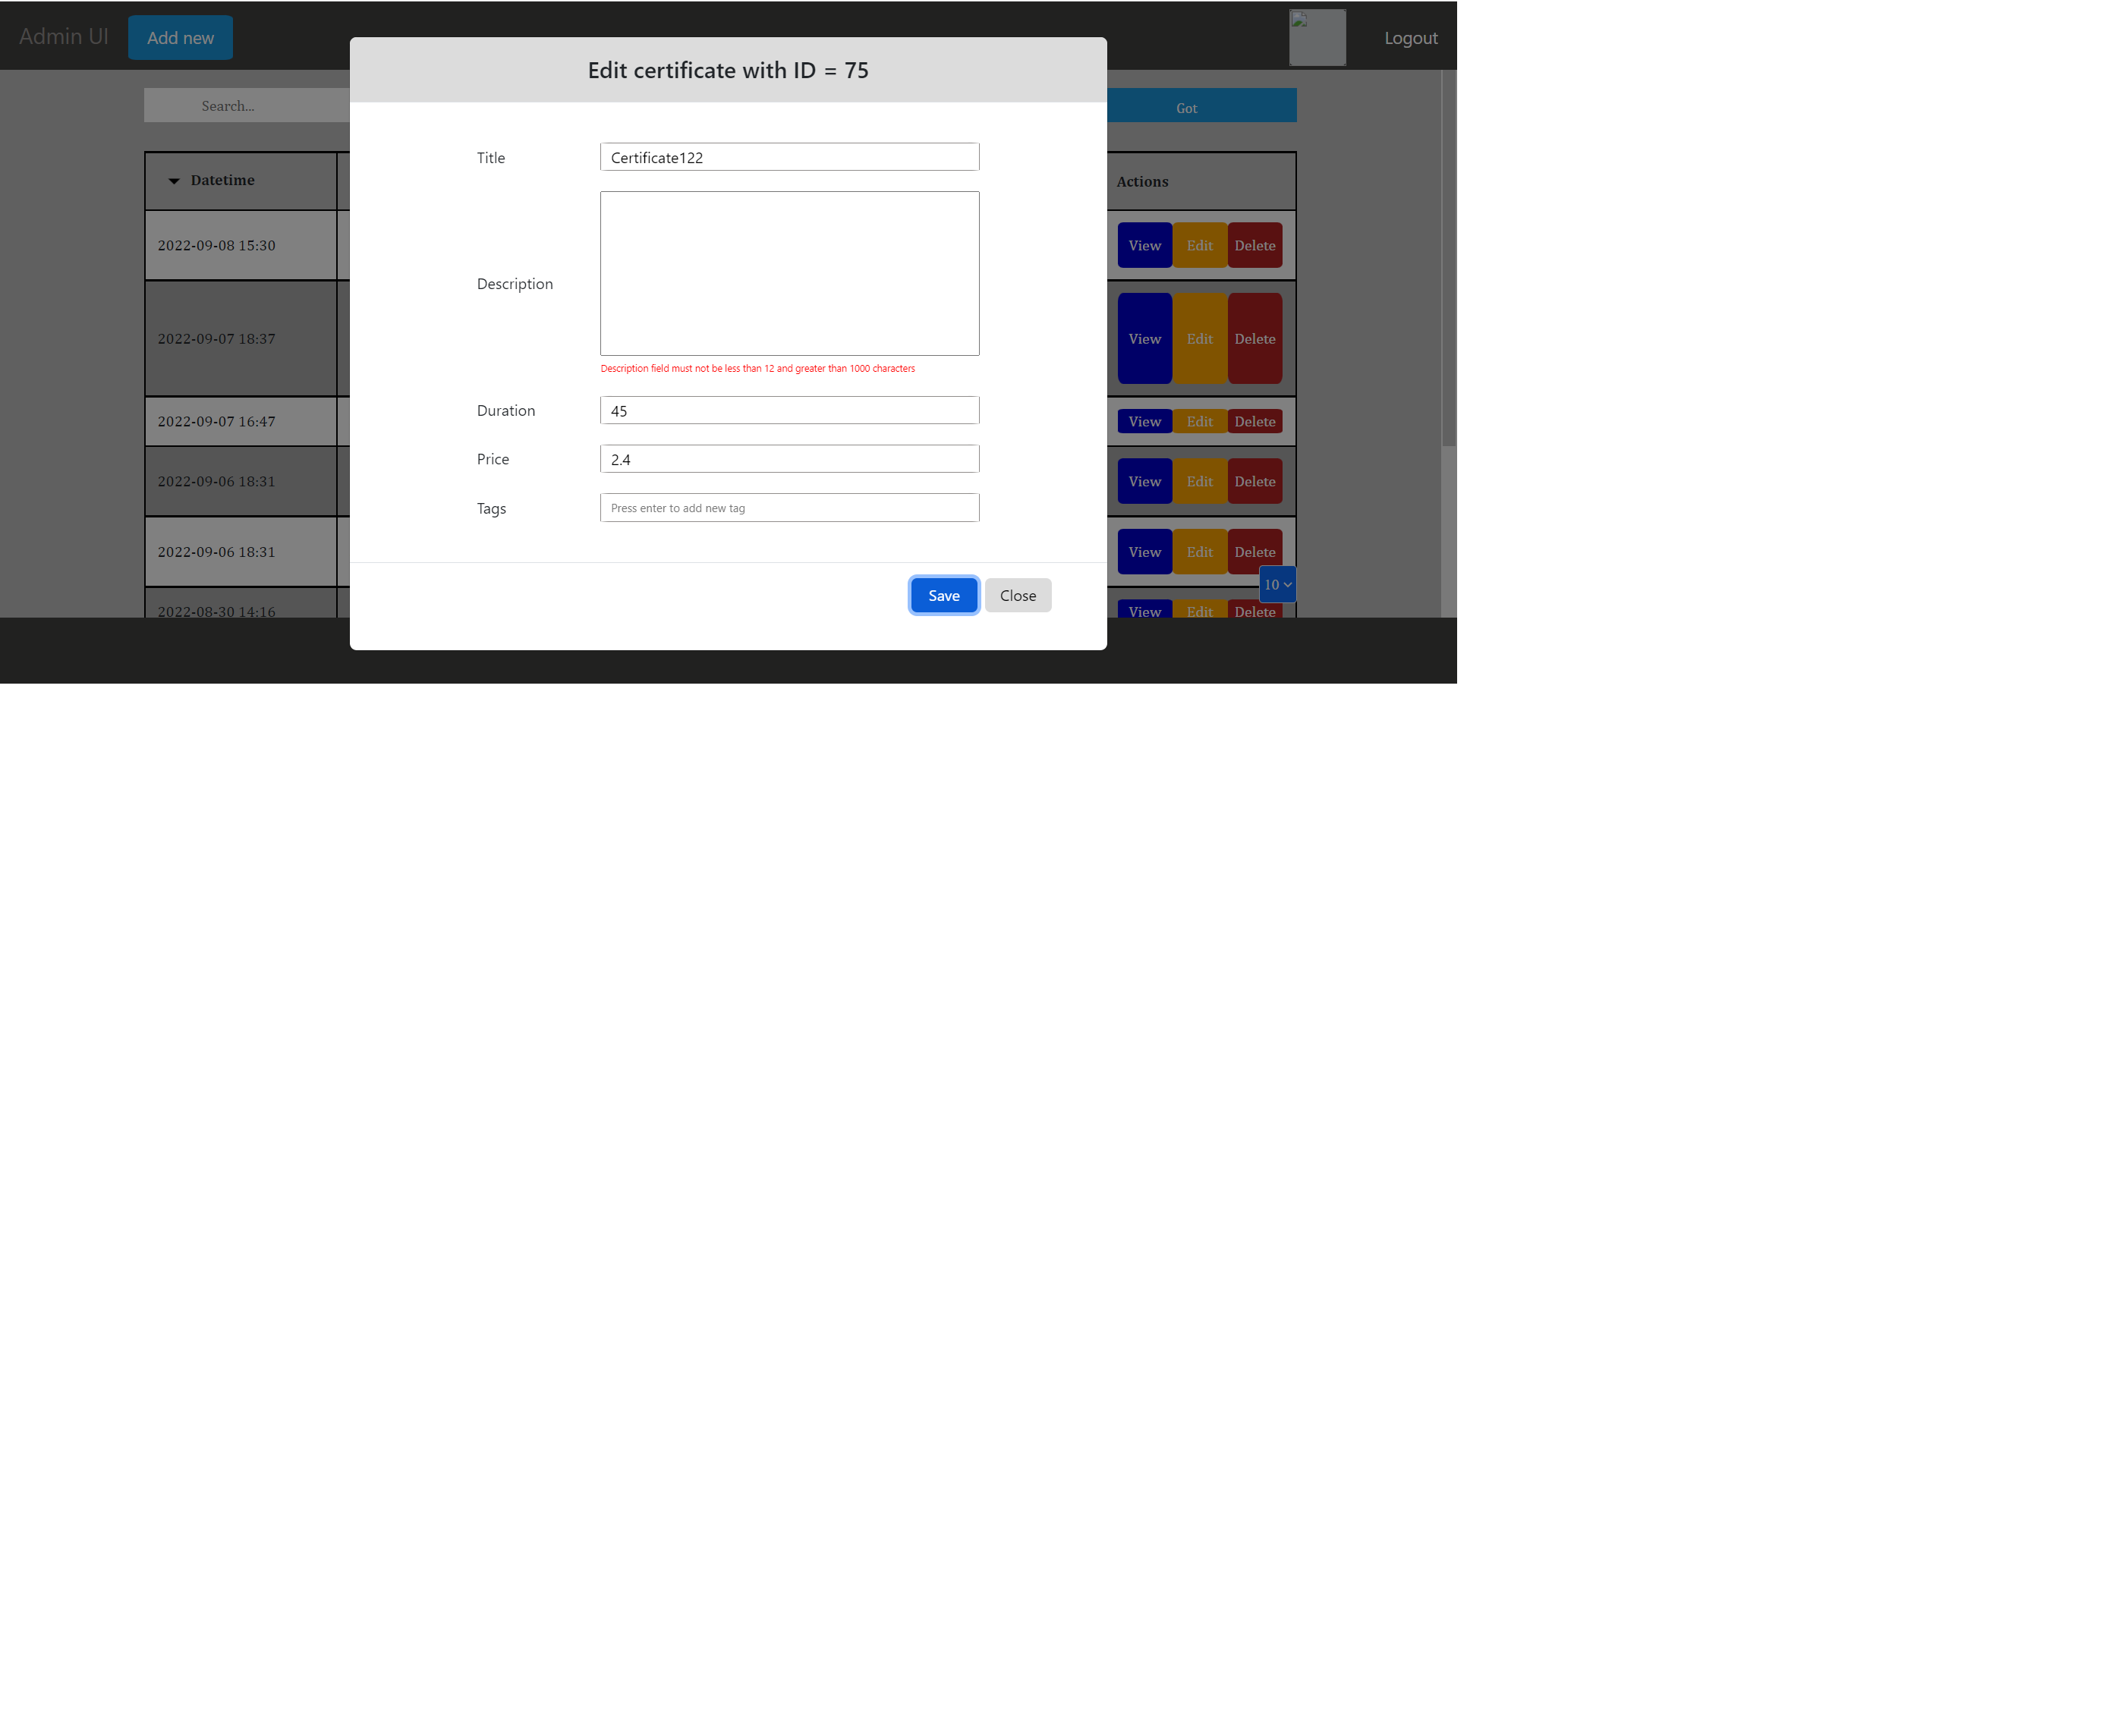 Admin UI
Add new
Logout
Edit certificate with ID = 75
Search...
Got
Title
Certificate122
Datetime
Actions
2022-09-08 15:30
View
Edit
Delete
Description
2022-09-07 18:37
View
Edit
Delete
Description field must not be less than 12 and greater than 1000 characters
Duration
45
2022-09-07 16:47
View
Edit
Delete
Price
2.4
2022-09-06 18:31
View
Edit
Delete
Tags
Press enter to add new tag
2022-09-06 18:31
View
Edit
Delete
10
Save
Close
2022-08-30 14:16
View
Edit
Delete